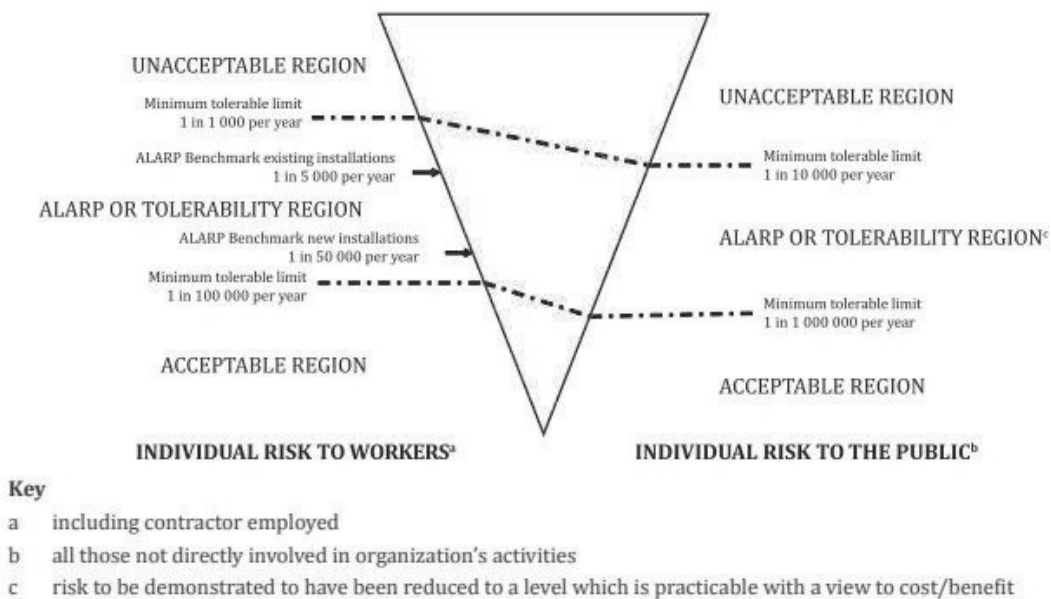 UNACCEPTABLE REGION
Minimum tolerable limit
1 in 1 000 per year
ALARP Benchmark existing installations
1 in 5 000 per year
ALARP OR TOLERABILITY REGION
ALARP Benchmark new installations
1 in 50 000 per year
Minimum tolerable limit
1 in 100 000 per year
ACCEPTABLE REGION
INDIVIDUAL RISK TO WORKERSᵃ
UNACCEPTABLE REGION
Minimum tolerable limit
1 in 10 000 per year
ALARP OR TOLERABILITY REGIONᶜ
Minimum tolerable limit
1 in 1 000 000 per year
ACCEPTABLE REGION
INDIVIDUAL RISK TO THE PUBLICᵇ
Key
a including contractor employed
b all those not directly involved in organization's activities
c risk to be demonstrated to have been reduced to a level which is practicable with a view to cost/benefit